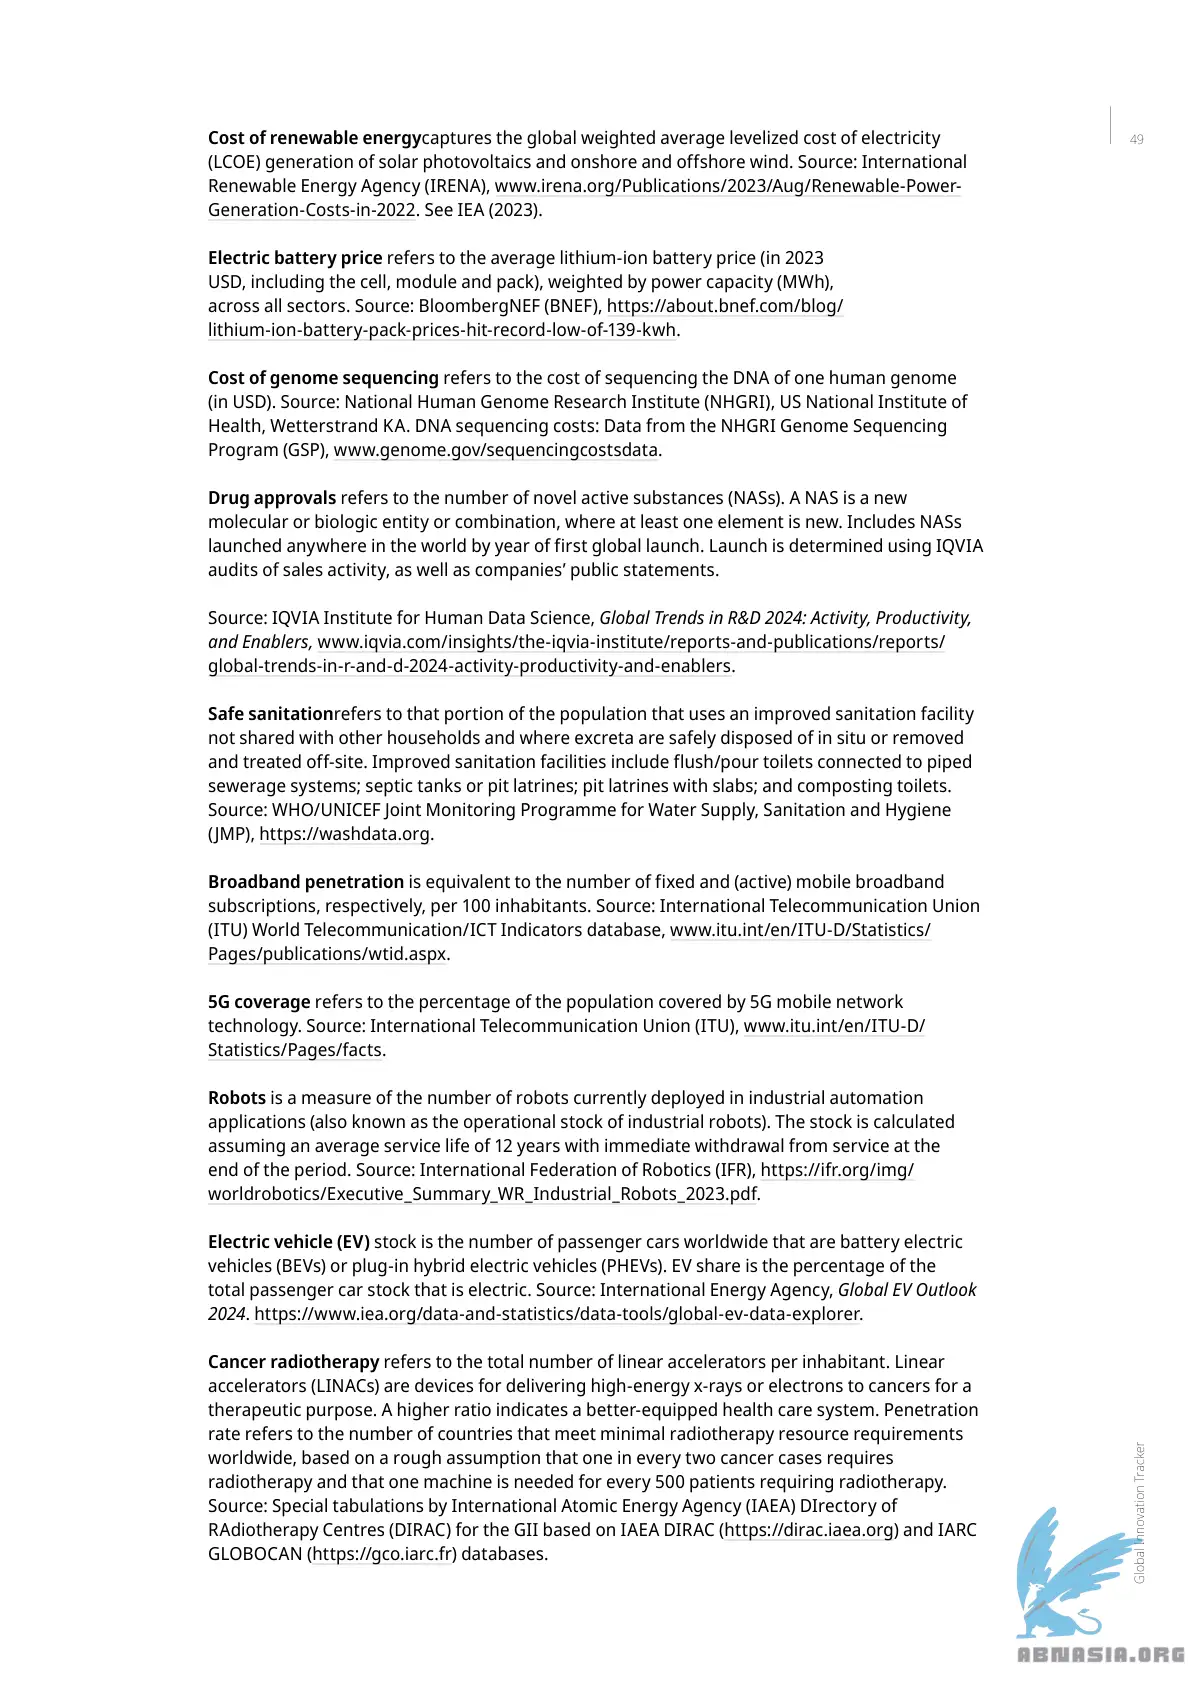 49
Cost of renewable energycaptures the global weighted average levelized cost of electricity
(LCOE) generation of solar photovoltaics and onshore and offshore wind. Source: International
Renewable Energy Agency (IRENA), www.irena.org/Publications/2023/Aug/Renewable-Power-
Generation-Costs-in-2022. See IEA (2023).
Electric battery price refers to the average lithium-ion battery price (in 2023
USD, including the cell, module and pack), weighted by power capacity (MWh),
across all sectors. Source: BloombergNEF (BNEF), https://about.bnef.com/blog/
lithium-ion-battery-pack-prices-hit-record-low-of-139-kwh.
Cost of genome sequencing refers to the cost of sequencing the DNA of one human genome
(in USD). Source: National Human Genome Research Institute (NHGRI), US National Institute of
Health, Wetterstrand KA. DNA sequencing costs: Data from the NHGRI Genome Sequencing
Program (GSP), www.genome.gov/sequencingcostsdata.
Drug approvals refers to the number of novel active substances (NASs). A NAS is a new
molecular or biologic entity or combination, where at least one element is new. Includes NASs
launched anywhere in the world by year of first global launch. Launch is determined using IQVIA
audits of sales activity, as well as companies’ public statements.
Source: IQVIA Institute for Human Data Science, Global Trends in R&D 2024: Activity, Productivity,
and Enablers, www.iqvia.com/insights/the-iqvia-institute/reports-and-publications/reports/
global-trends-in-r-and-d-2024-activity-productivity-and-enablers.
Safe sanitationrefers to that portion of the population that uses an improved sanitation facility
not shared with other households and where excreta are safely disposed of in situ or removed
and treated off-site. Improved sanitation facilities include flush/pour toilets connected to piped
sewerage systems; septic tanks or pit latrines; pit latrines with slabs; and composting toilets.
Source: WHO/UNICEF Joint Monitoring Programme for Water Supply, Sanitation and Hygiene
(JMP), https://washdata.org.
Broadband penetration is equivalent to the number of fixed and (active) mobile broadband
subscriptions, respectively, per 100 inhabitants. Source: International Telecommunication Union
(ITU) World Telecommunication/ICT Indicators database, www.itu.int/en/ITU-D/Statistics/
Pages/publications/wtid.aspx.
5G coverage refers to the percentage of the population covered by 5G mobile network
technology. Source: International Telecommunication Union (ITU), www.itu.int/en/ITU-D/
Statistics/Pages/facts.
Robots is a measure of the number of robots currently deployed in industrial automation
applications (also known as the operational stock of industrial robots). The stock is calculated
assuming an average service life of 12 years with immediate withdrawal from service at the
end of the period. Source: International Federation of Robotics (IFR), https://ifr.org/img/
worldrobotics/Executive_Summary_WR_Industrial_Robots_2023.pdf.
Electric vehicle (EV) stock is the number of passenger cars worldwide that are battery electric
vehicles (BEVs) or plug-in hybrid electric vehicles (PHEVs). EV share is the percentage of the
total passenger car stock that is electric. Source: International Energy Agency, Global EV Outlook
2024. https://www.iea.org/data-and-statistics/data-tools/global-ev-data-explorer.
Cancer radiotherapy refers to the total number of linear accelerators per inhabitant. Linear
accelerators (LINACs) are devices for delivering high-energy x-rays or electrons to cancers for a
therapeutic purpose. A higher ratio indicates a better-equipped health care system. Penetration
rate refers to the number of countries that meet minimal radiotherapy resource requirements
worldwide, based on a rough assumption that one in every two cancer cases requires
radiotherapy and that one machine is needed for every 500 patients requiring radiotherapy.
Source: Special tabulations by International Atomic Energy Agency (IAEA) DIrectory of
RAdiotherapy Centres (DIRAC) for the GII based on IAEA DIRAC (https://dirac.iaea.org) and IARC
GLOBOCAN (https://gco.iarc.fr) databases.
Global Innovation Tracker
ABNASIA.ORG